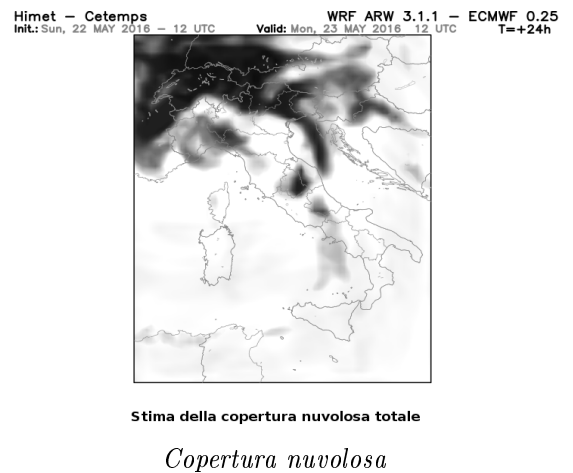 Himet – Cetemps WRF ARW 3.1.1 – ECMWF 0.25
Init.: Sun, 22 MAY 2016 – 12 UTC Valid: Mon, 23 MAY 2016 12 UTC T=+24h
Stima della copertura nuvolosa totale
Copertura nuvolosa